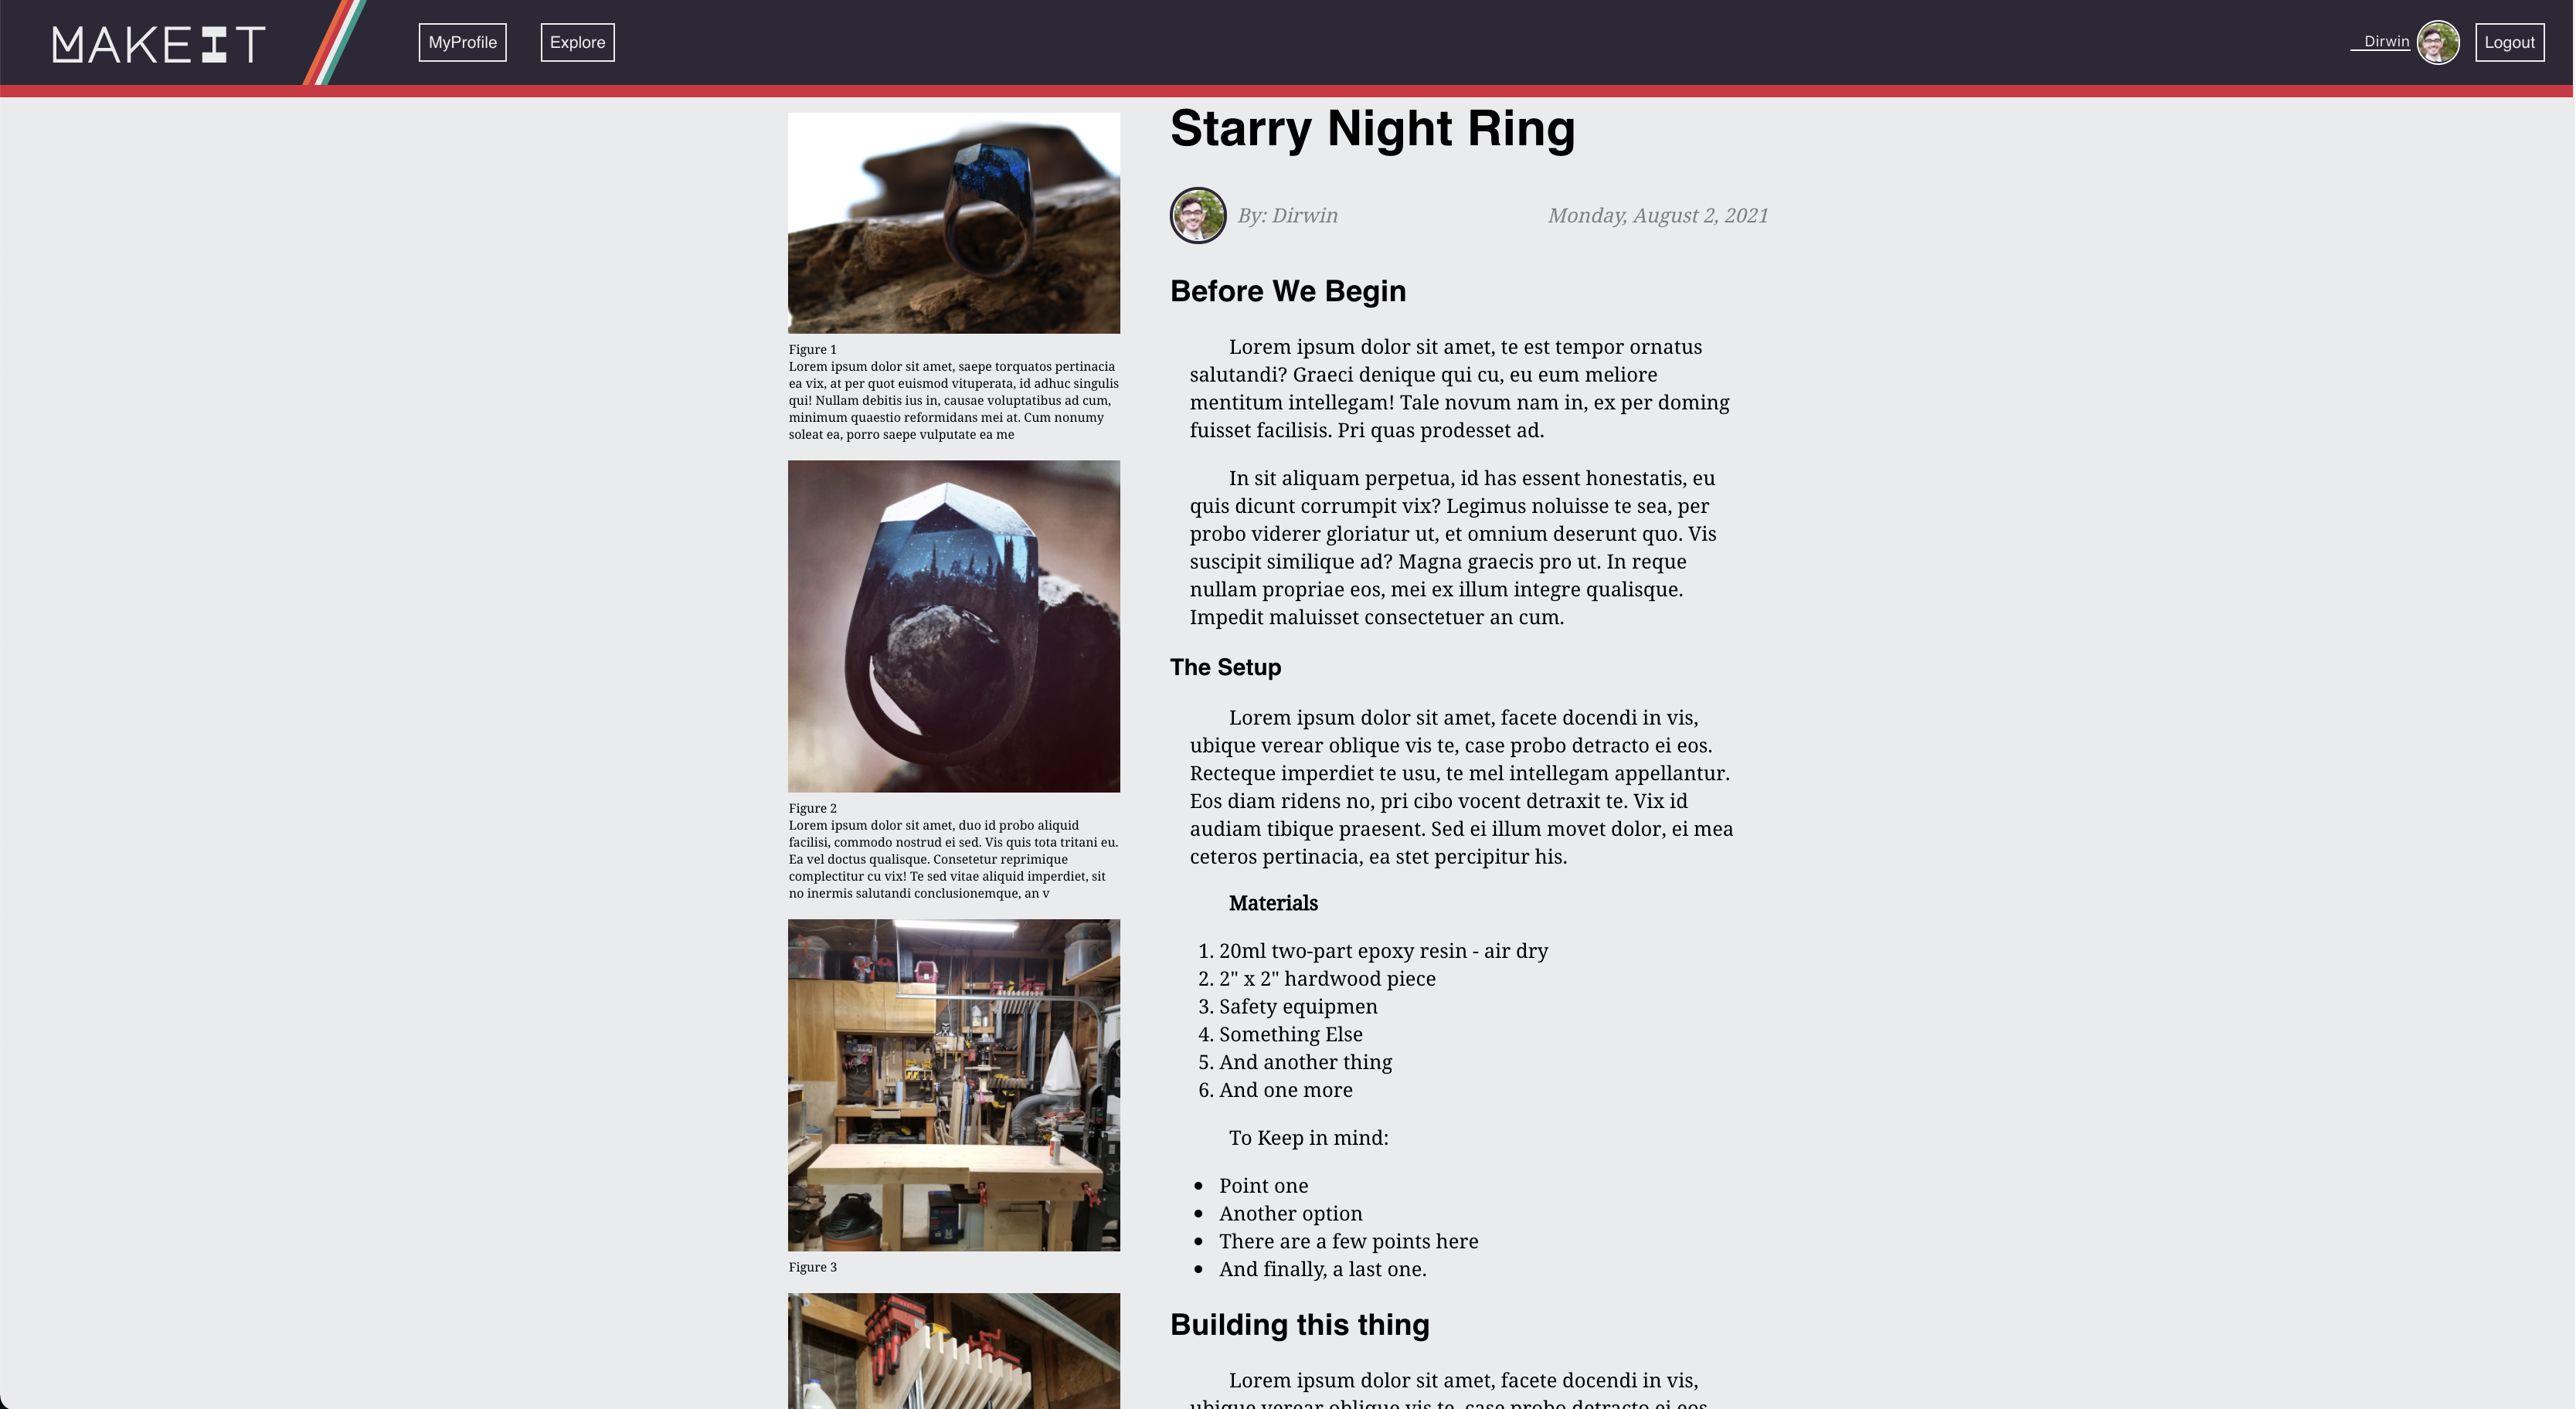 MAKEIT
MyProfile
Explore
Dirwin
Logout
Figure 1
Lorem ipsum dolor sit amet, saepe torquatos pertinacia
ea vix, at per quot euismod vituperata, id adhuc singulis
qui! Nullam debitis ius in, causae voluptatibus ad cum,
minimum quaestio reformidans mei at. Cum nonumy
soleat ea, porro saepe vulputate ea me
Figure 2
Lorem ipsum dolor sit amet, duo id probo aliquid
facilisi, commodo nostrud ei sed. Vis quis tota tritani eu.
Ea vel doctus qualisque. Consetetur reprimique
complectitur cu vix! Te sed vitae aliquid imperdiet, sit
no inermis salutandi conclusionemque, an v
Figure 3
Starry Night Ring
By: Dirwin
Monday, August 2, 2021
Before We Begin
Lorem ipsum dolor sit amet, te est tempor ornatus
salutandi? Graeci denique qui cu, eu eum meliore
mentitum intellegam! Tale novum nam in, ex per doming
fuisset facilisis. Pri quas prodesset ad.
In sit aliquam perpetua, id has essent honestatis, eu
quis dicunt corrumpit vix? Legimus noluisse te sea, per
probo viderer gloriatur ut, et omnium deserunt quo. Vis
suscipit similique ad? Magna graecis pro ut. In reque
nullam propriae eos, mei ex illum integre qualisque.
Impedit maluisset consectetuer an cum.
The Setup
Lorem ipsum dolor sit amet, facete docendi in vis,
ubique verear oblique vis te, case probo detracto ei eos.
Recteque imperdiet te usu, te mel intellegam appellantur.
Eos diam ridens no, pri cibo vocent detraxit te. Vix id
audiam tibique praesent. Sed ei illum movet dolor, ei mea
ceteros pertinacia, ea stet percipitur his.
Materials
1. 20ml two-part epoxy resin - air dry
2. 2" x 2" hardwood piece
3. Safety equipmen
4. Something Else
5. And another thing
6. And one more
To Keep in mind:
• Point one
• Another option
• There are a few points here
• And finally, a last one.
Building this thing
Lorem ipsum dolor sit amet, facete docendi in vis,
ubique verear oblique vis te, case probo detracto ei eos.